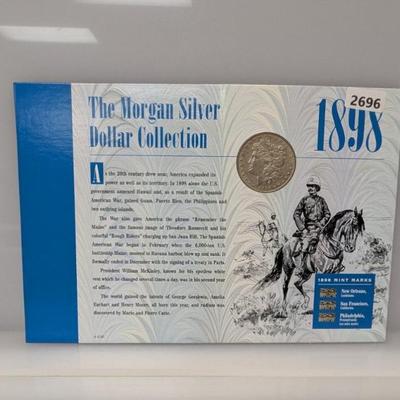 2696
The Morgan Silver
Dollar Collection
1898
As the 20th century drew near, America expanded its
power as well as its territory. In 1898 alone the U.S.
government annexed Hawaii and, as a result of the Spanish
American War, gained Guam, Puerto Rico, the Philippines and
two outlying islands.
The War also gave America the phrase "Remember the
Maine" and the famous image of Theodore Roosevelt and his
colorful "Rough Riders" charging up San Juan Hill. The Spanish
American War began in February when the 6,000-ton U.S.
battleship Maine, moored in Havana harbor, blew up and sank. It
formally ended in December with the signing of a treaty in Paris.
President William McKinley, known for his spotless white
vest which he changed several times a day, was in his second year
of office.
The world gained the talents of George Gershwin, Amelia
Earhart and Henry Moore, all born this year, and radium was
discovered by Marie and Pierre Curie.
1898 MINT MARKS
New Orleans,
Louisiana
San Francisco,
California
Philadelphia,
Pennsylvania
(no mint mark)